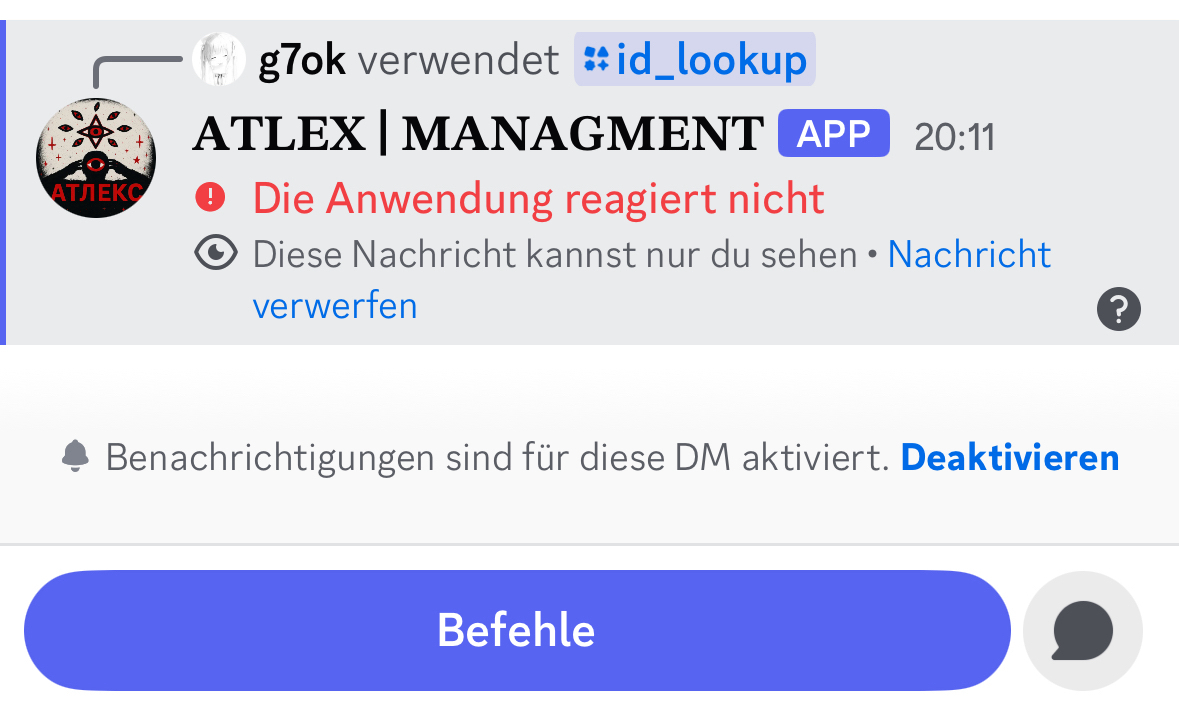 g7ok verwendet id_lookup
ATLEX | MANAGMENT APP 20:11
АТЛЕКС
Die Anwendung reagiert nicht
Diese Nachricht kannst nur du sehen • Nachricht
verwerfen
?
Benachrichtigungen sind für diese DM aktiviert. Deaktivieren
Befehle